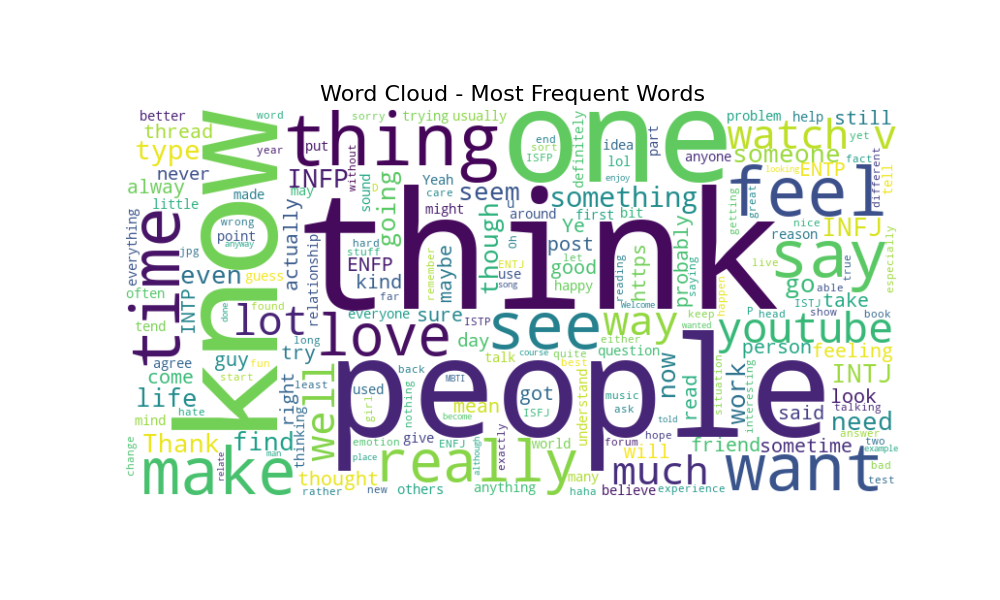 Word Cloud - Most Frequent Words
better
word
sorry
trying
usually
end
sort
ISFP
idea
lol
enjoy
definitely
part
problem
help
still
yet
thread
type
year
know
thing
put
without
one
anyone
watch
v
someone
fact
looking
ENTP
different
tell
never
INFP
alway
little
made
may
D
sound
going
Yeah
care
seem
U
something
feel
great
getting
nice
INFJ
especially
everything
time
wrong
point
anyway
actually
might
around
first
bit
Ye
Oh
though
think
probably
saying
reason
true
say
jpg
even
hard
stuff
ENFP
kind
far
remember
maybe
ENTJ
use
song
post
let
good
happy
reading
https
Welcome
live
happen
go
able
ISTJ
take
often
INTP
guess
relationship
done
found
lot
everyone
sure
ISTP
see
way
keep
wanted
P
head
show
book
youtube
tend
agree
guy
fun
long
try
love
day
talk
course
quite
best
either
question
now
person
feeling
interesting
situation
come
start
life
hate
mind
right
least
well
used
girl
nothing
back
MBTI
become
mean
people
got
ISFJ
understand
music
ask
told
read
work
INTJ
look
said
talking
need
answer
Thank
find
man
thinking
emotion
place
give
ENFJ
although
exactly
world
forum
hope
will
friend
sometime
two
example
change
make
relate
thought
rather
new
others
really
anything
haha
many
believe
much
experience
want
bad
test